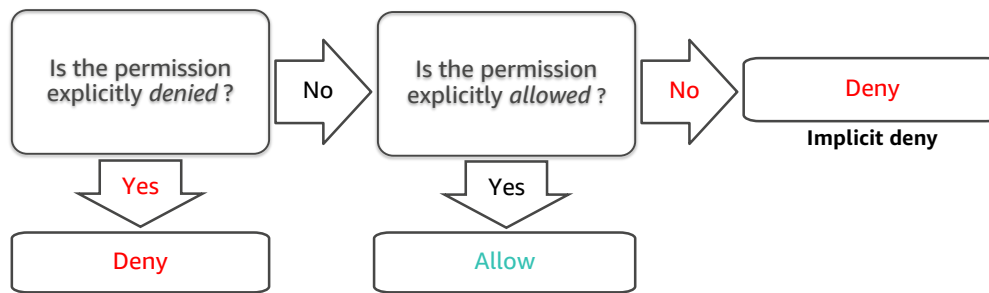 Is the permission
explicitly denied ?
No
Is the permission
explicitly allowed ?
No
Deny
Implicit deny
Yes
Yes
Deny
Allow